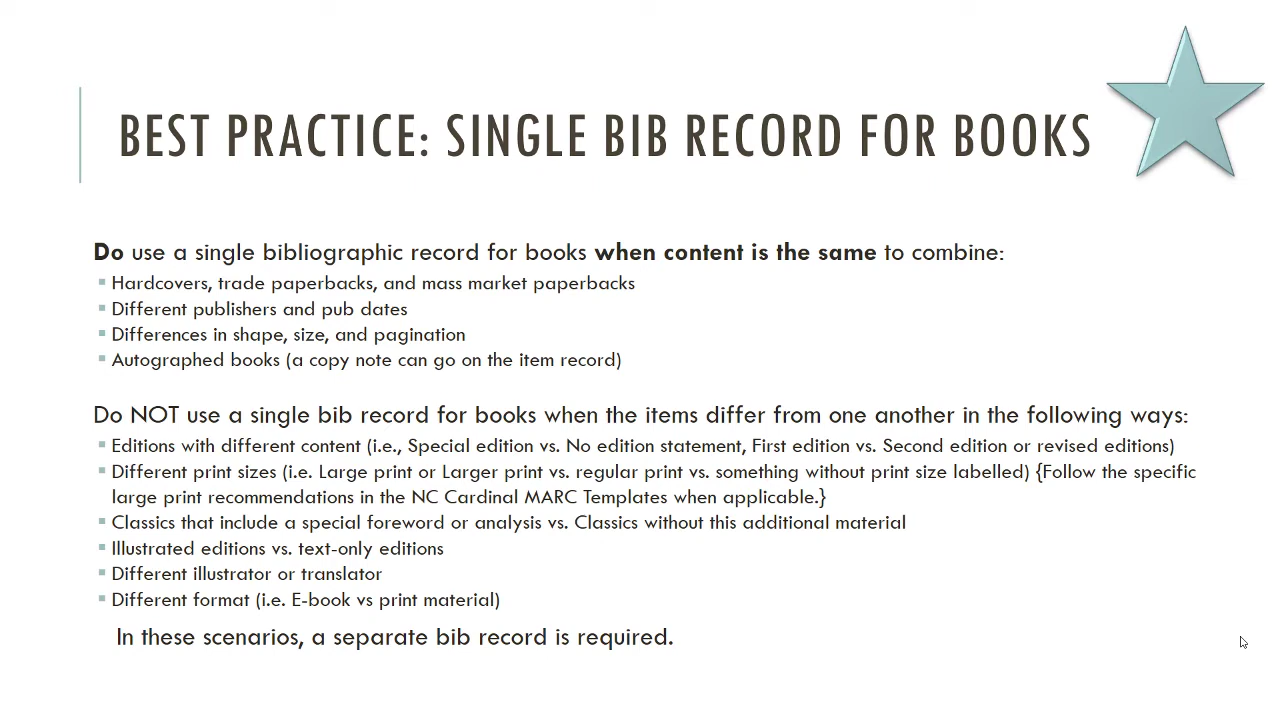 BEST PRACTICE: SINGLE BIB RECORD FOR BOOKS
Do use a single bibliographic record for books when content is the same to combine:
Hardcovers, trade paperbacks, and mass market paperbacks
Different publishers and pub dates
Differences in shape, size, and pagination
Autographed books (a copy note can go on the item record)
Do NOT use a single bib record for books when the items differ from one another in the following ways:
Editions with different content (i.e., Special edition vs. No edition statement, First edition vs. Second edition or revised editions)
Different print sizes (i.e. Large print or Larger print vs. regular print vs. something without print size labelled) {Follow the specific
large print recommendations in the NC Cardinal MARC Templates when applicable.}
Classics that include a special foreword or analysis vs. Classics without this additional material
Illustrated editions vs. text-only editions
Different illustrator or translator
Different format (i.e. E-book vs print material)
In these scenarios, a separate bib record is required.